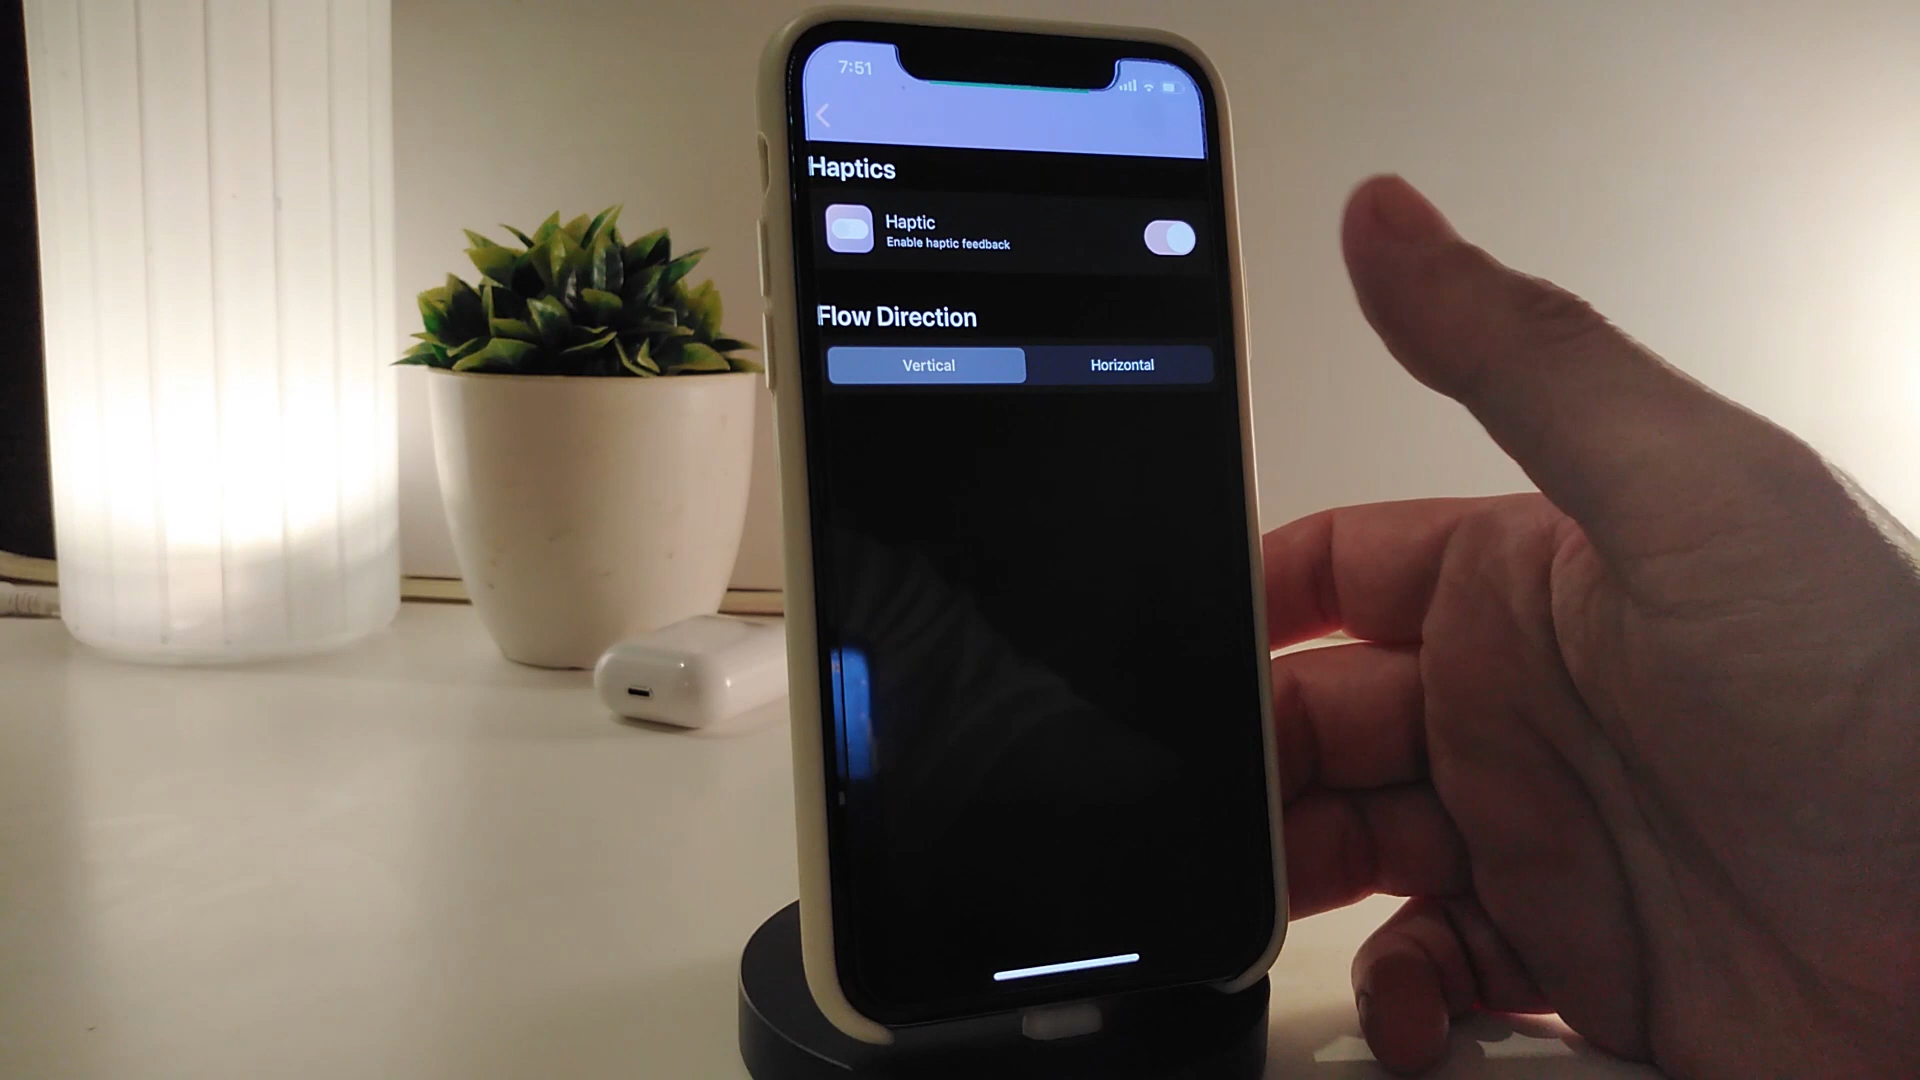 7:51
Haptics
Haptic
Enable haptic feedback
Flow Direction
Vertical
Horizontal